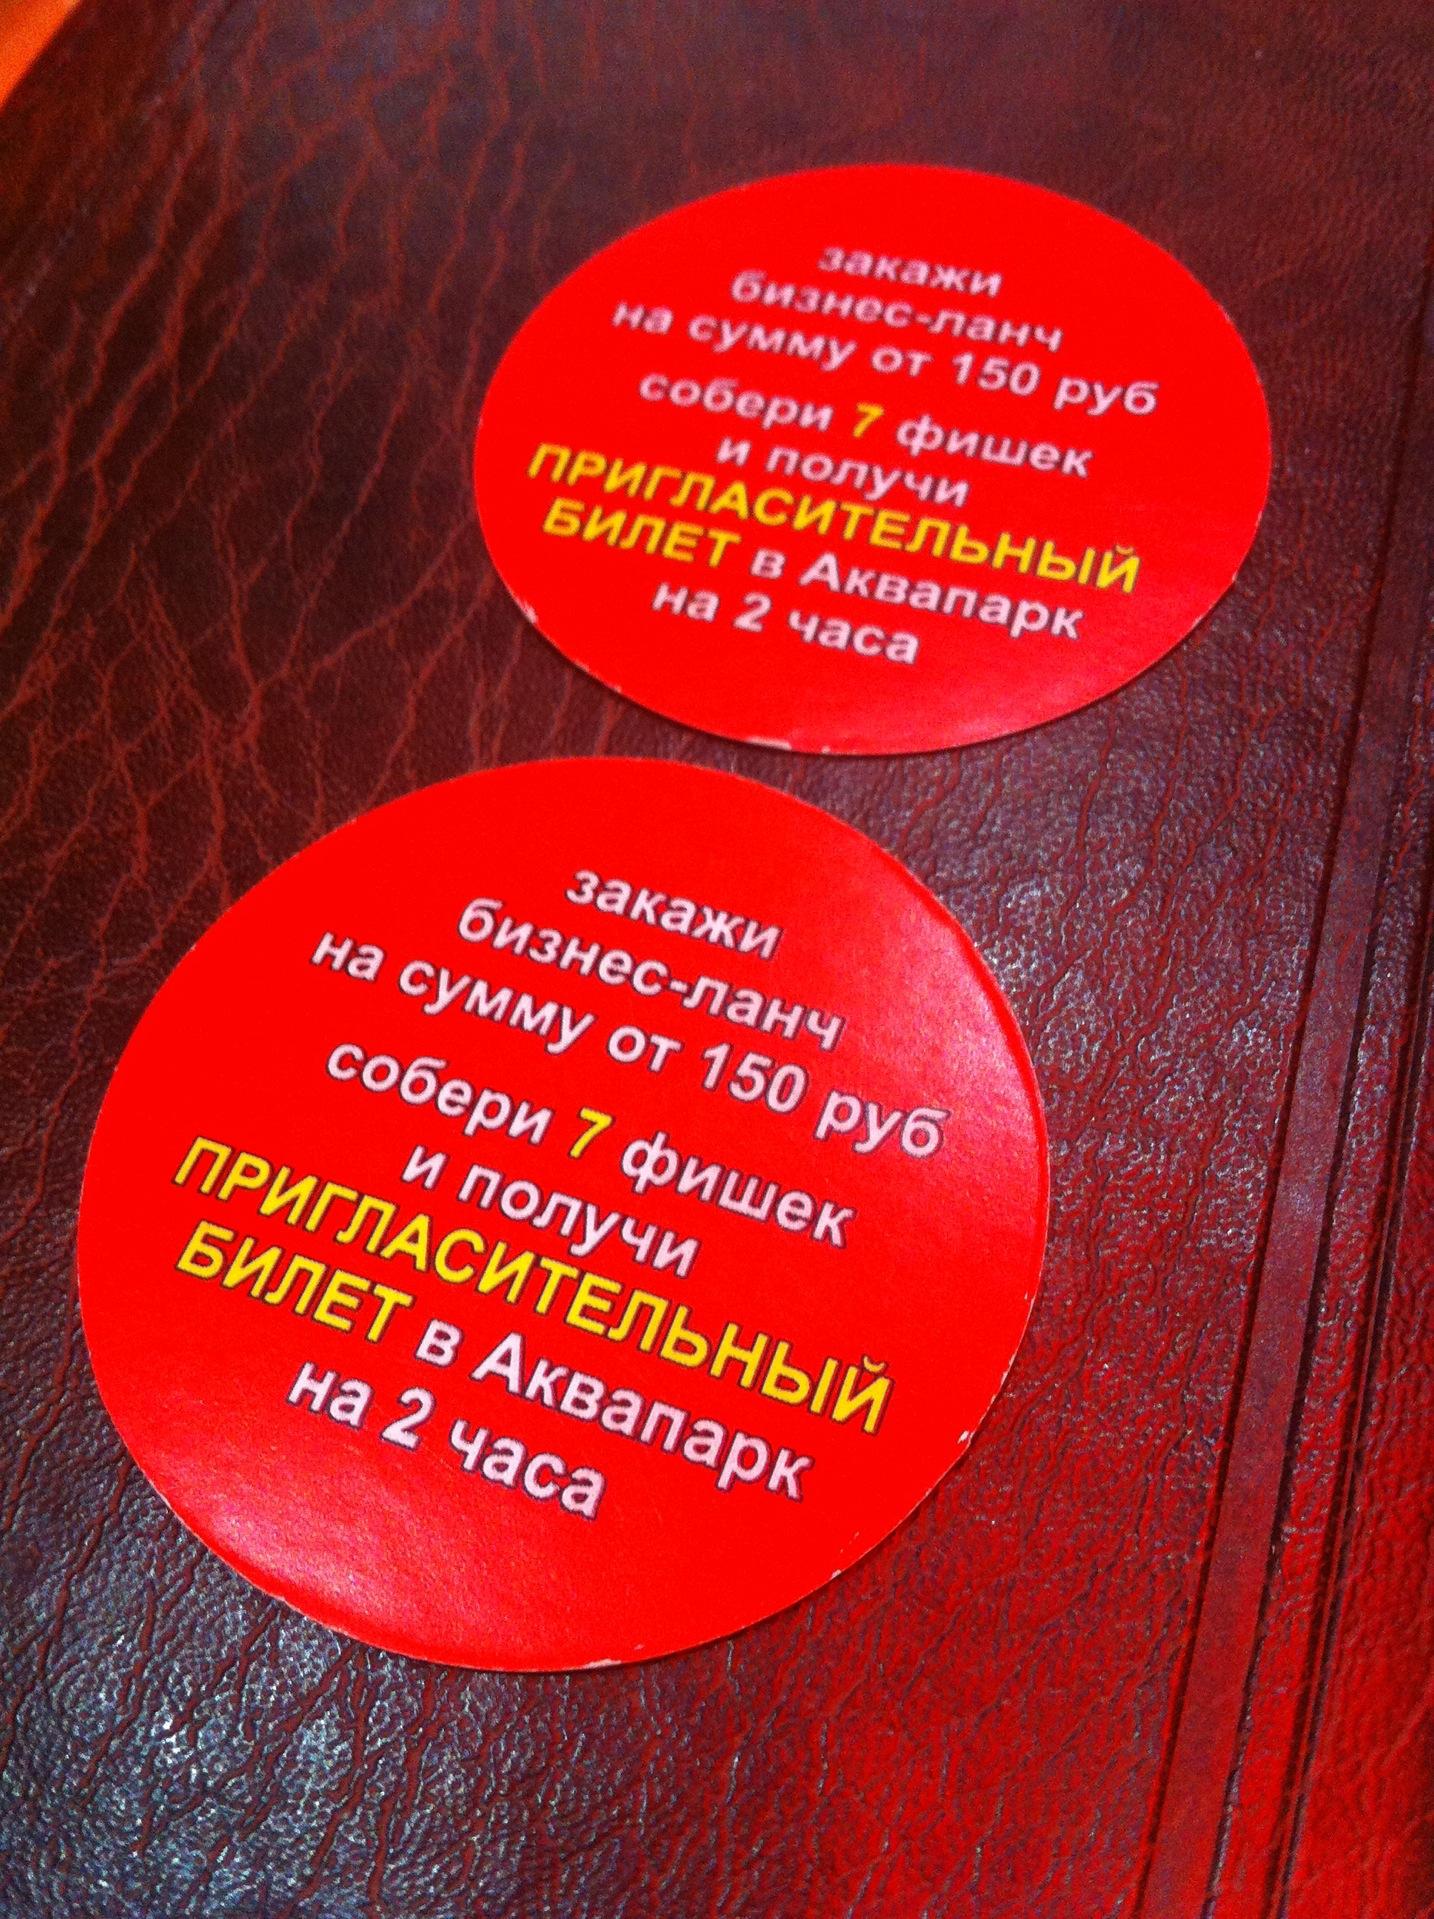 закажи
бизнес-ланч
на сумму от 150 руб
собери 7 фишек
и получи
ПРИГЛАСИТЕЛЬНЫЙ
БИЛЕТ в Аквапарк
на 2 часа
закажи
бизнес-ланч
на сумму от 150 руб
собери 7 фишек
и получи
ПРИГЛАСИТЕЛЬНЫЙ
БИЛЕТ в Аквапарк
на 2 часа